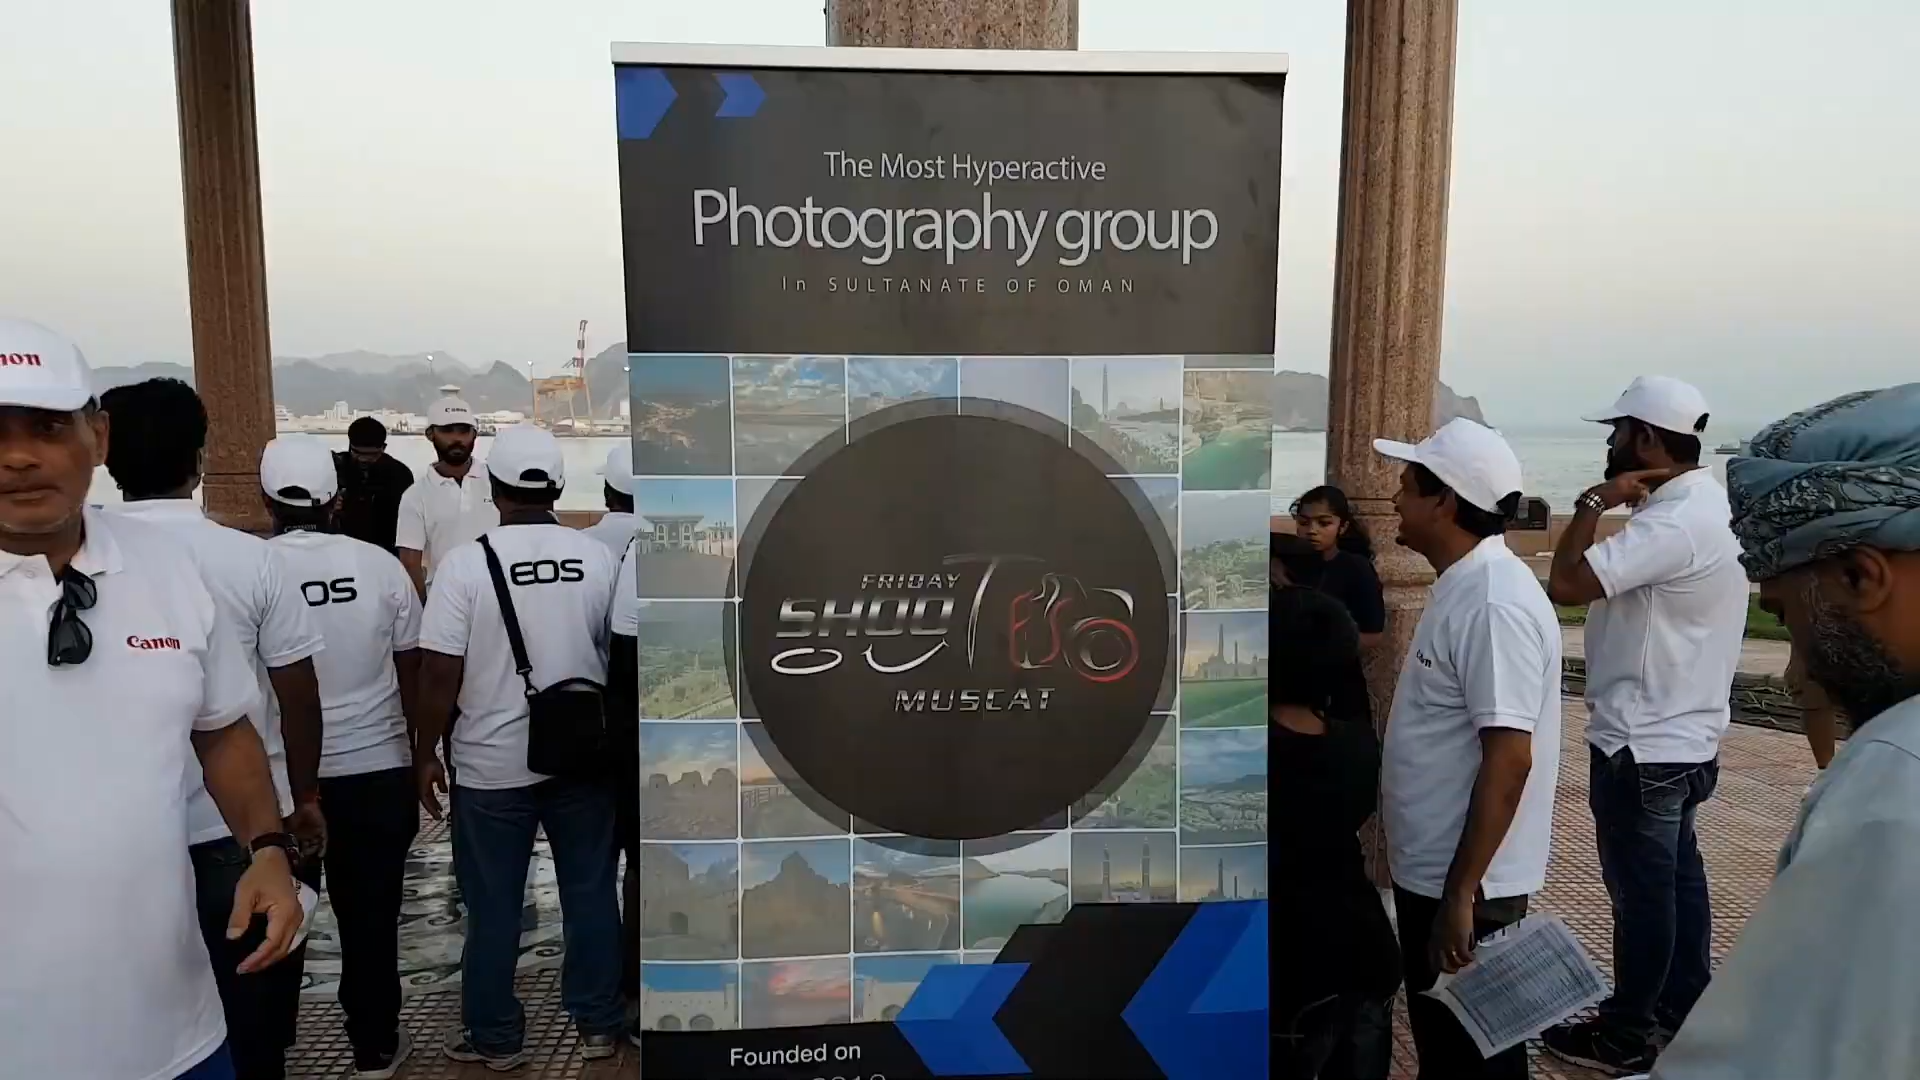 The Most Hyperactive
Photography group
In SULTANATE OF OMAN
FRIDAY
SHOOT
MUSCAT
Founded on
Canon
OS
EOS
Canon